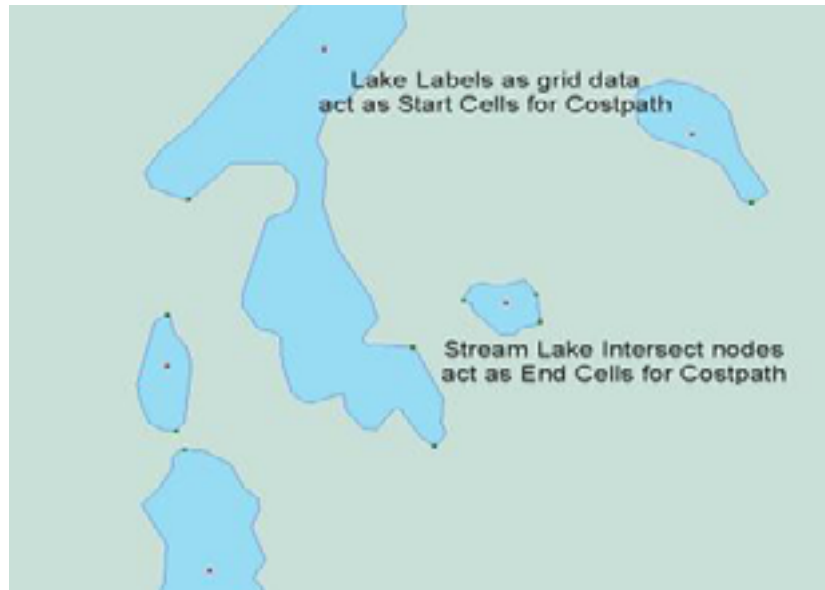 Lake Labels as grid data
act as Start Cells for Costpath
Stream Lake Intersect nodes
act as End Cells for Costpath